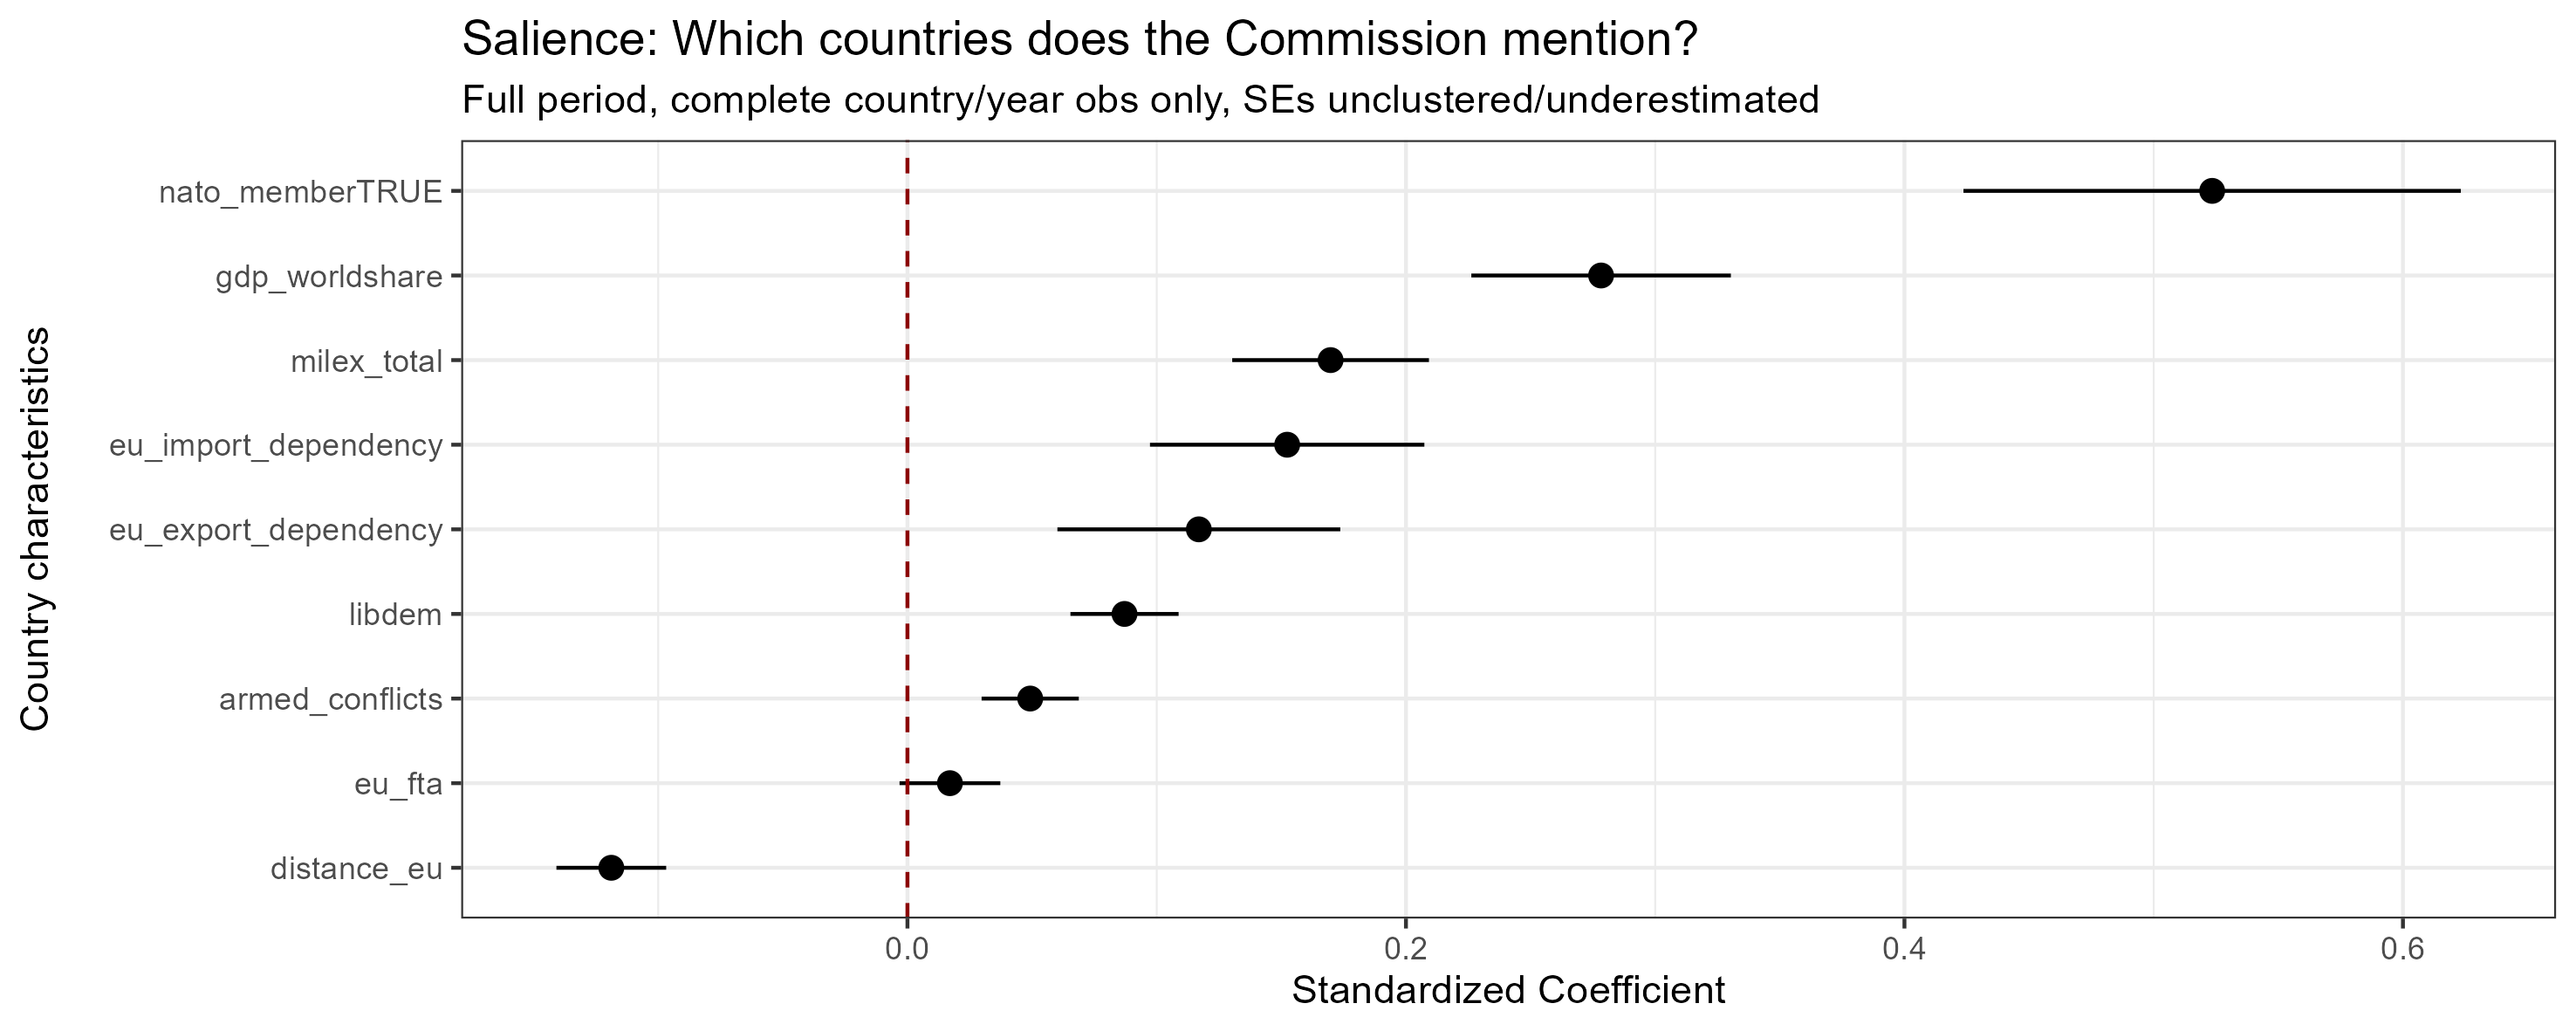 Salience: Which countries does the Commission mention?
Full period, complete country/year obs only, SEs unclustered/underestimated
Country characteristics
nato_memberTRUE
gdp_worldshare
milex_total
eu_import_dependency
eu_export_dependency
libdem
armed_conflicts
eu_fta
distance_eu
0.0 0.2 0.4 0.6
Standardized Coefficient